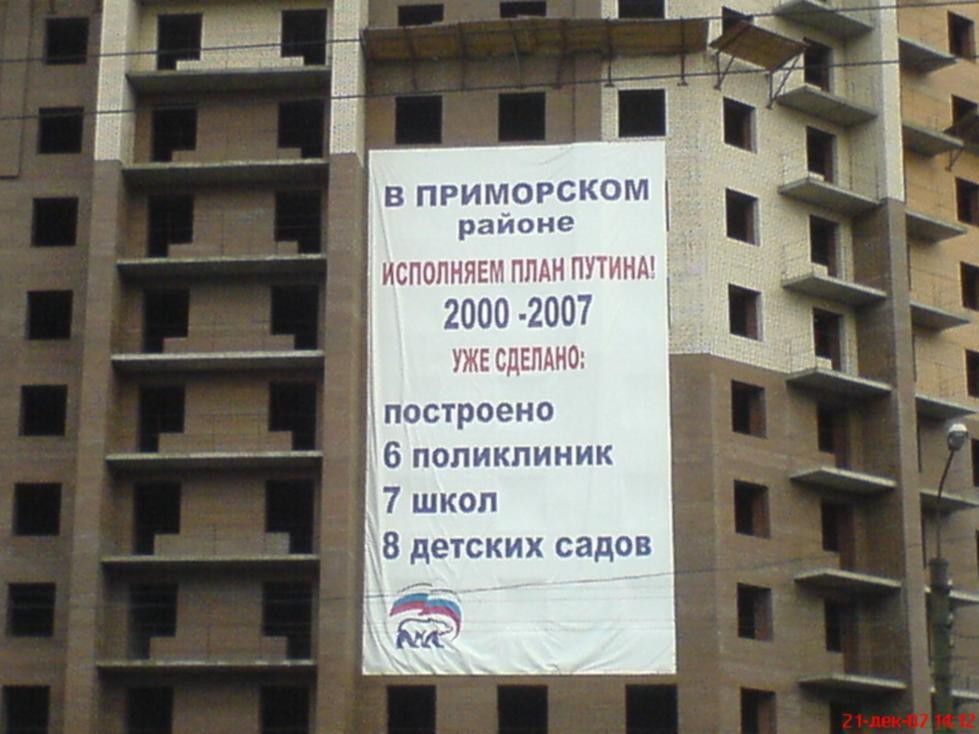 В ПРИМОРСКОМ
районе
ИСПОЛНЯЕМ ПЛАН ПУТИНА!
2000 -2007
УЖЕ СДЕЛАНО:
построено
6 поликлиник
7 школ
8 детских садов
21-дек-07 14:12